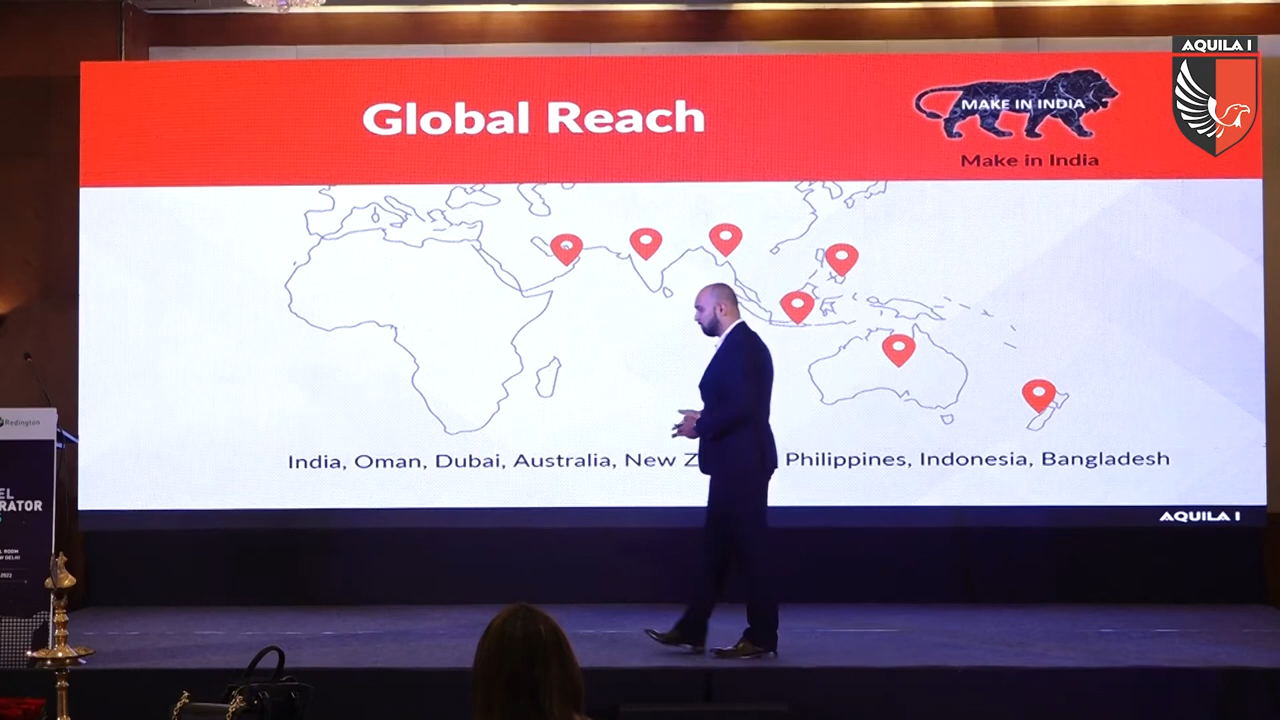 AQUILA I
Global Reach
MAKE IN INDIA
Make in India
India, Oman, Dubai, Australia, New Z
Philippines, Indonesia, Bangladesh
AQUILA I
Redington
EL
RATOR
2022